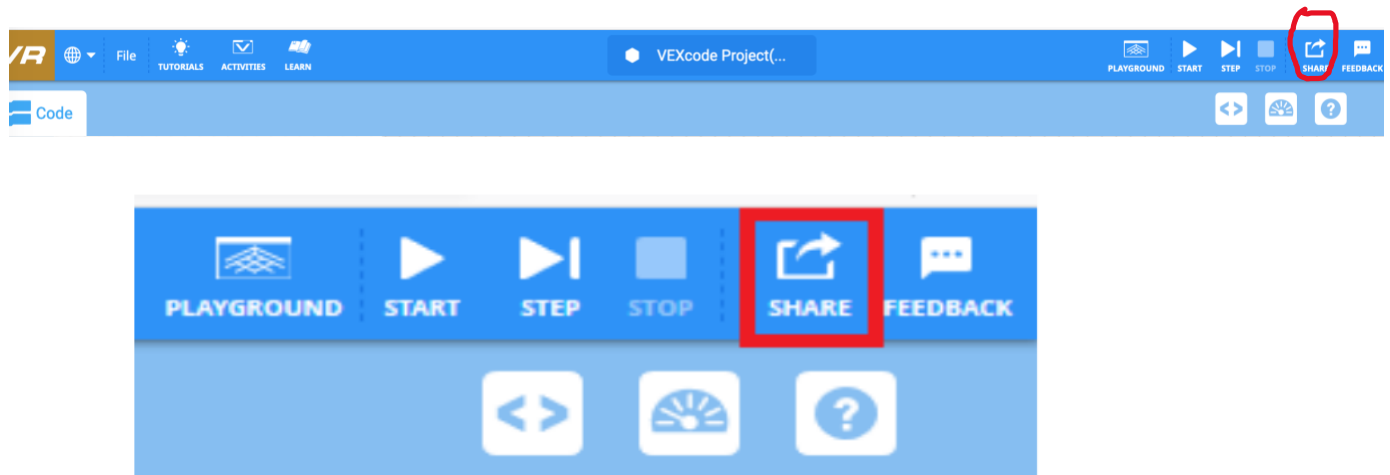 VR File TUTORIALS ACTIVITIES LEARN VEXcode Project(... PLAYGROUND START STEP STOP SHARE FEEDBACK
Code <> ?
PLAYGROUND START STEP STOP SHARE FEEDBACK
<> ?